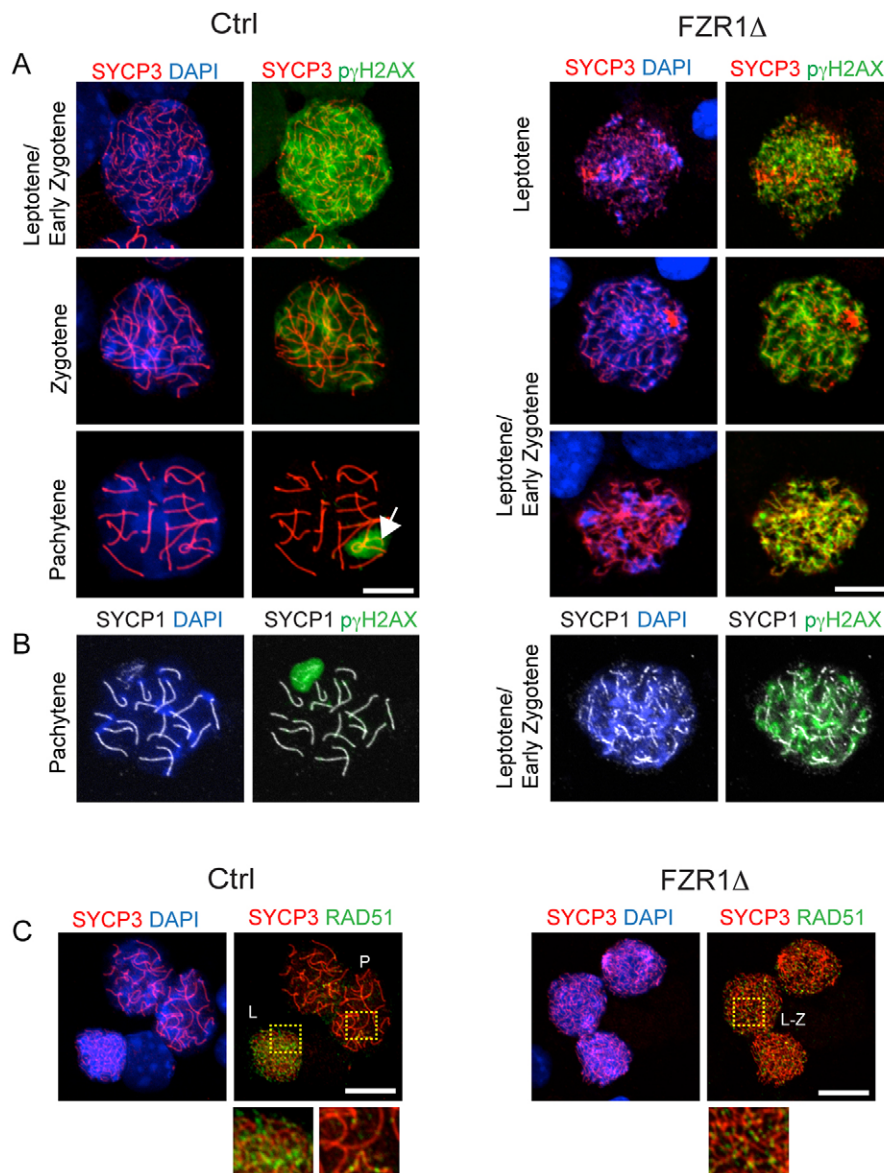 Ctrl
FZR1Δ
A
SYCP3 DAPI
SYCP3 pγH2AX
SYCP3 DAPI
SYCP3 pγH2AX
Leptotene/
Early Zygotene
Leptotene
Zygotene
Leptotene/
Early Zygotene
Pachytene
B
SYCP1 DAPI
SYCP1 pγH2AX
SYCP1 DAPI
SYCP1 pγH2AX
Pachytene
Leptotene/
Early Zygotene
Ctrl
FZR1Δ
C
SYCP3 DAPI
SYCP3 RAD51
SYCP3 DAPI
SYCP3 RAD51
P
L
L-Z